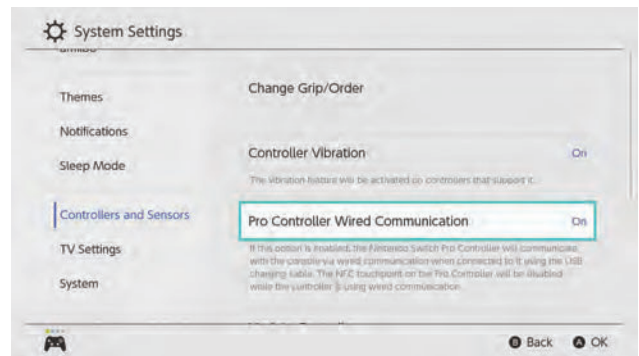 System Settings
amiibo
Themes
Notifications
Sleep Mode
Controllers and Sensors
TV Settings
System
Change Grip/Order
Controller Vibration On
The vibration feature will be activated on controllers that support it.
Pro Controller Wired Communication On
If this option is enabled, the Nintendo Switch Pro Controller will communicate
with the console via wired communication when connected to it using the USB
charging cable. The NFC touchpoint on the Pro Controller will be disabled
while the controller is using wired communication.
B Back A OK